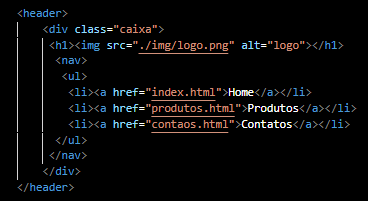 <header>
<div class="caixa">
<h1><img src="./img/logo.png" alt="logo"></h1>
<nav>
<ul>
<li><a href="index.html">Home</a></li>
<li><a href="produtos.html">Produtos</a></li>
<li><a href="contaos.html">Contatos</a></li>
</ul>
</nav>
</div>
</header>